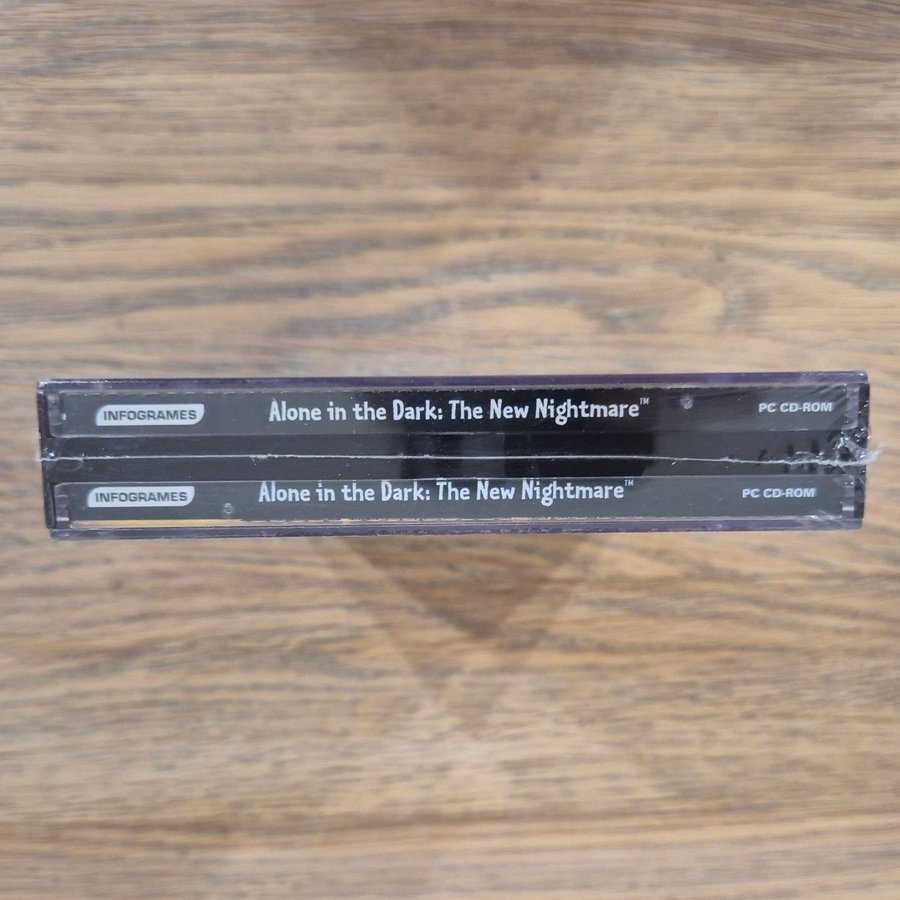 INFOGRAMES Alone in the Dark: The New Nightmare™ PC CD-ROM
INFOGRAMES Alone in the Dark: The New Nightmare™ PC CD-ROM